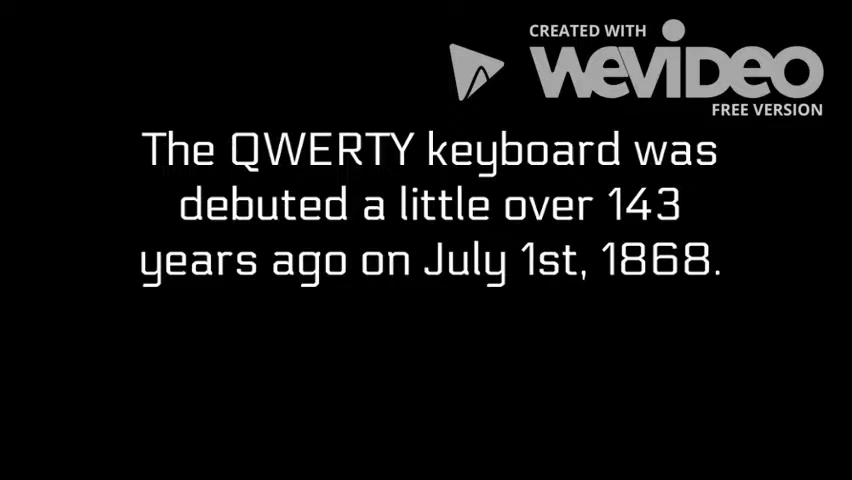 CREATED WITH
WEVIDEO
FREE VERSION
The QWERTY keyboard was
debuted a little over 143
years ago on July 1st, 1868.